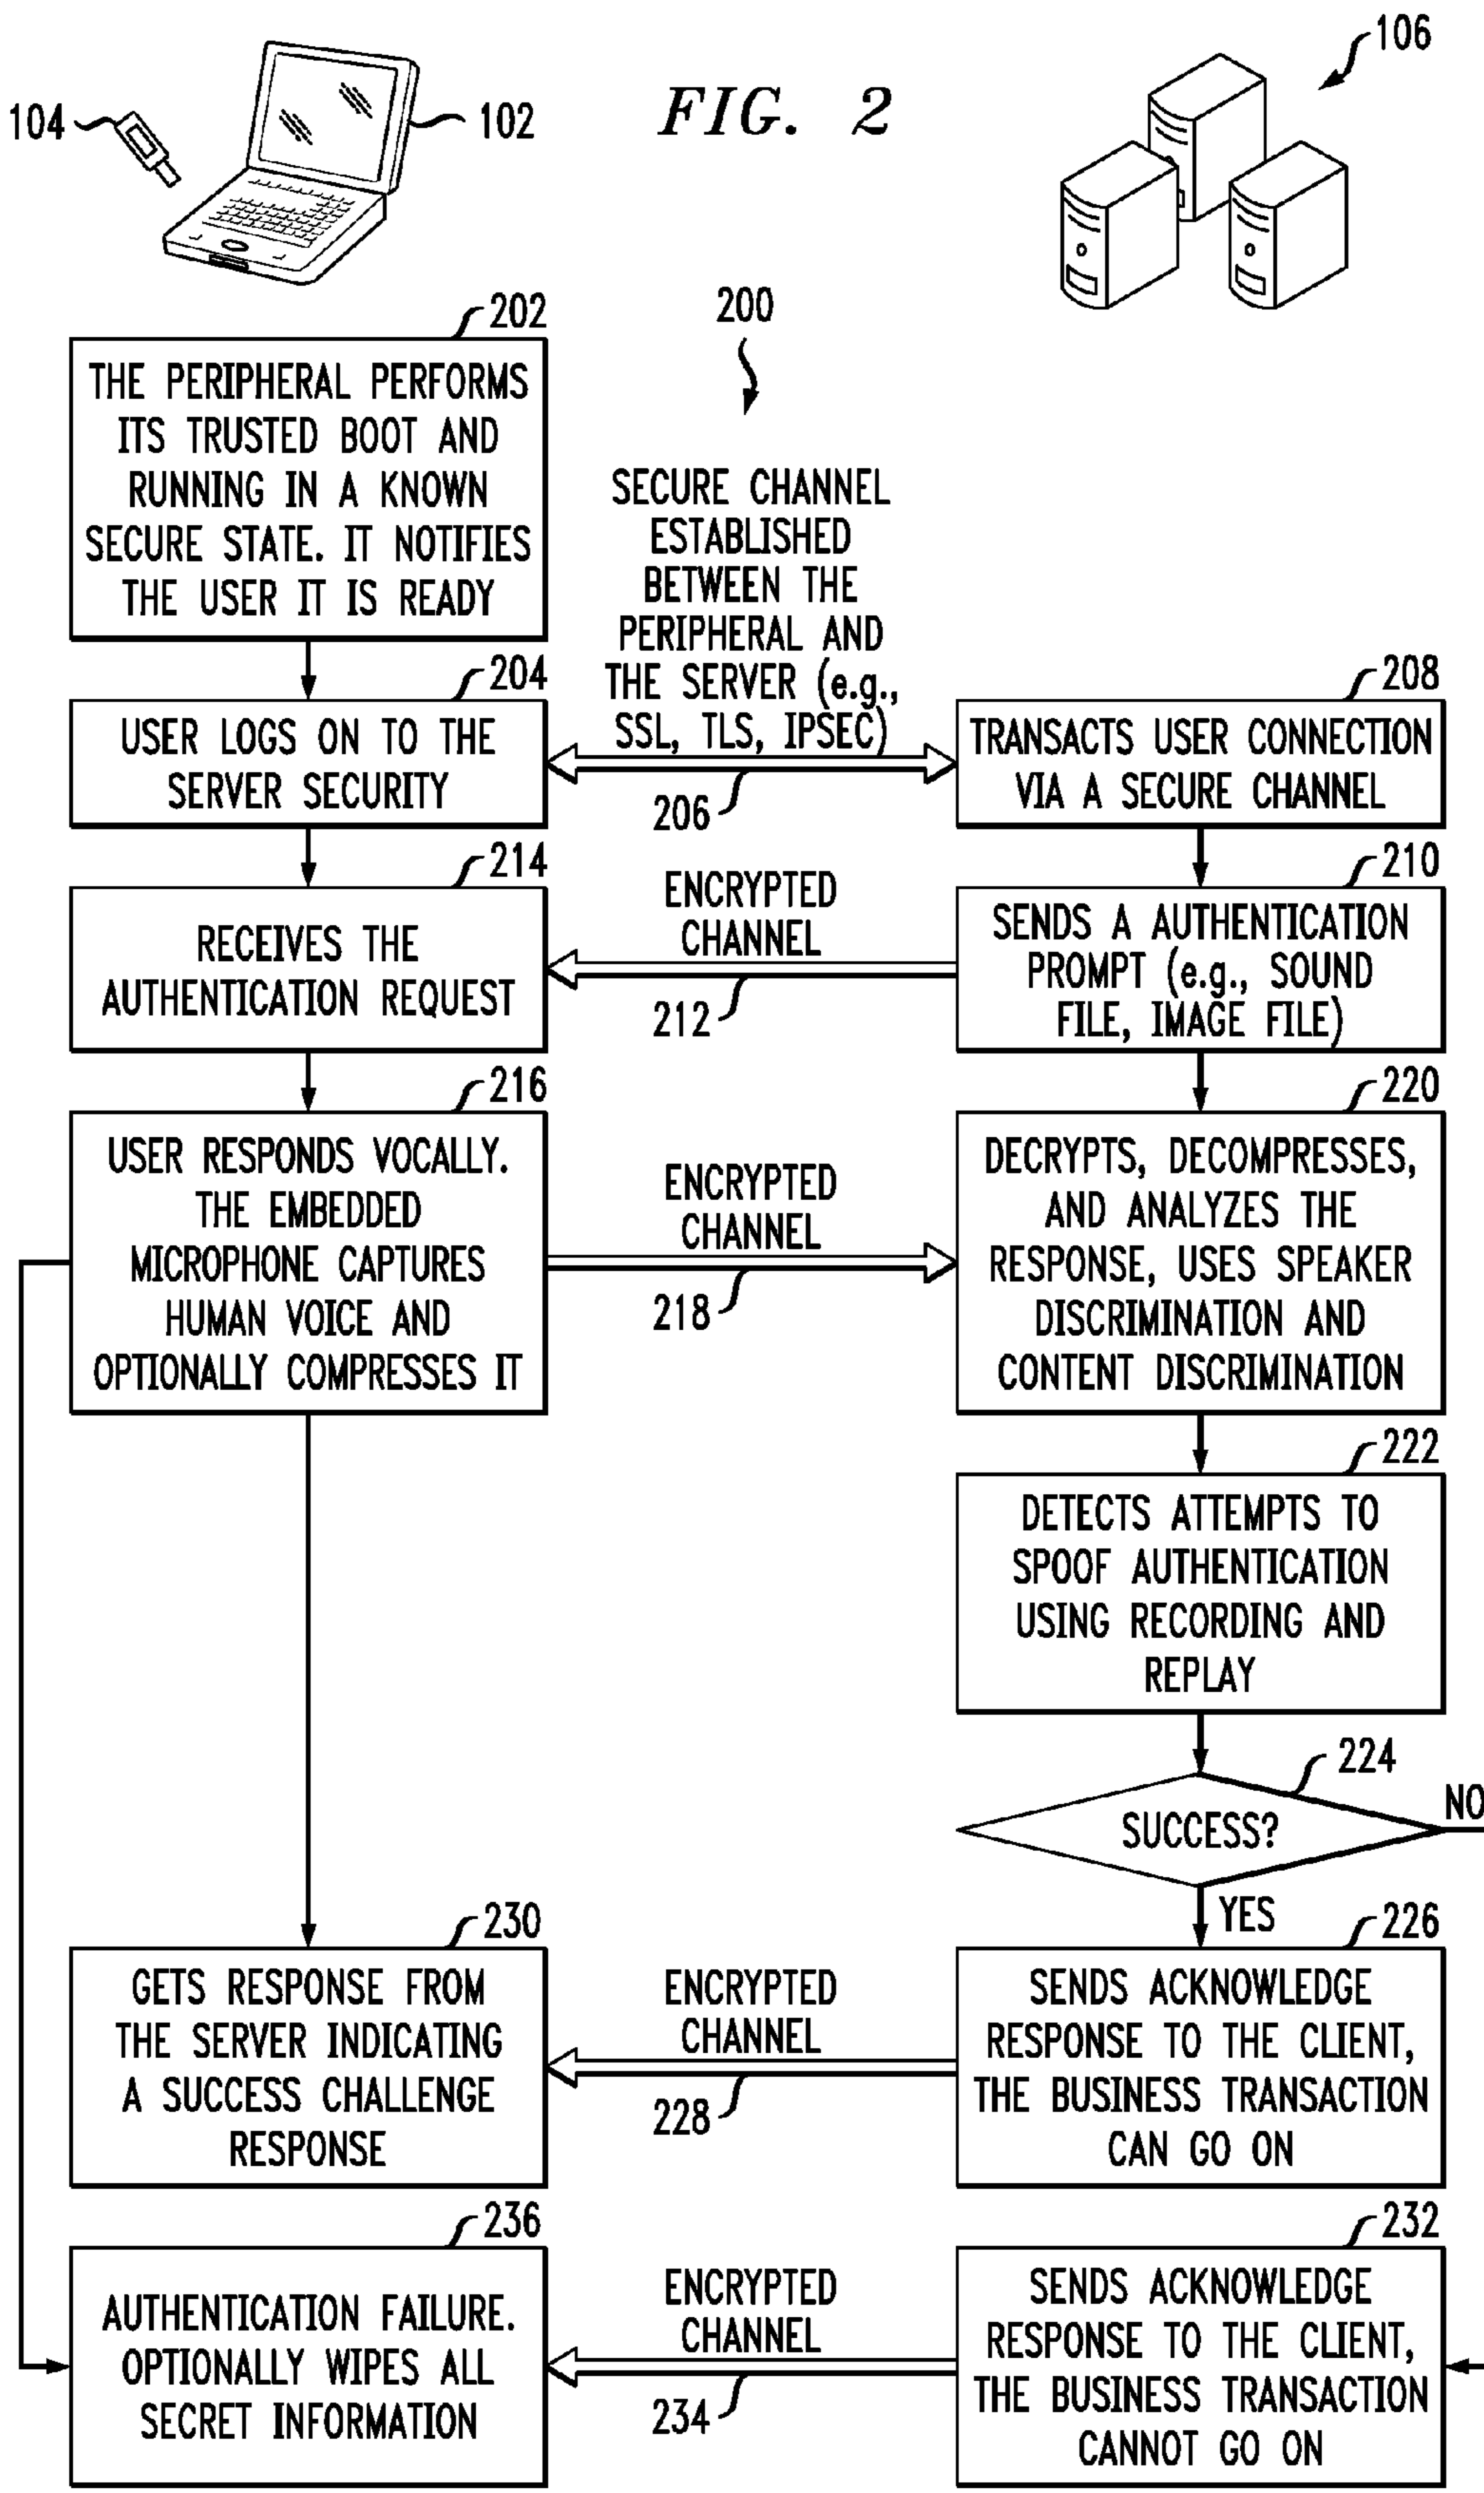 106
104
102
FIG. 2
200
202
THE PERIPHERAL PERFORMS
ITS TRUSTED BOOT AND
RUNNING IN A KNOWN
SECURE STATE. IT NOTIFIES
THE USER IT IS READY
SECURE CHANNEL
ESTABLISHED
BETWEEN THE
PERIPHERAL AND
THE SERVER (e.g.,
SSL, TLS, IPSEC)
204
USER LOGS ON TO THE
SERVER SECURITY
206
208
TRANSACTS USER CONNECTION
VIA A SECURE CHANNEL
214
RECEIVES THE
AUTHENTICATION REQUEST
ENCRYPTED
CHANNEL
212
210
SENDS A AUTHENTICATION
PROMPT (e.g., SOUND
FILE, IMAGE FILE)
216
USER RESPONDS VOCALLY.
THE EMBEDDED
MICROPHONE CAPTURES
HUMAN VOICE AND
OPTIONALLY COMPRESSES IT
ENCRYPTED
CHANNEL
218
220
DECRYPTS, DECOMPRESSES,
AND ANALYZES THE
RESPONSE, USES SPEAKER
DISCRIMINATION AND
CONTENT DISCRIMINATION
222
DETECTS ATTEMPTS TO
SPOOF AUTHENTICATION
USING RECORDING AND
REPLAY
224
SUCCESS?
NO
YES
230
GETS RESPONSE FROM
THE SERVER INDICATING
A SUCCESS CHALLENGE
RESPONSE
ENCRYPTED
CHANNEL
228
226
SENDS ACKNOWLEDGE
RESPONSE TO THE CLIENT,
THE BUSINESS TRANSACTION
CAN GO ON
236
AUTHENTICATION FAILURE.
OPTIONALLY WIPES ALL
SECRET INFORMATION
ENCRYPTED
CHANNEL
234
232
SENDS ACKNOWLEDGE
RESPONSE TO THE CLIENT,
THE BUSINESS TRANSACTION
CANNOT GO ON